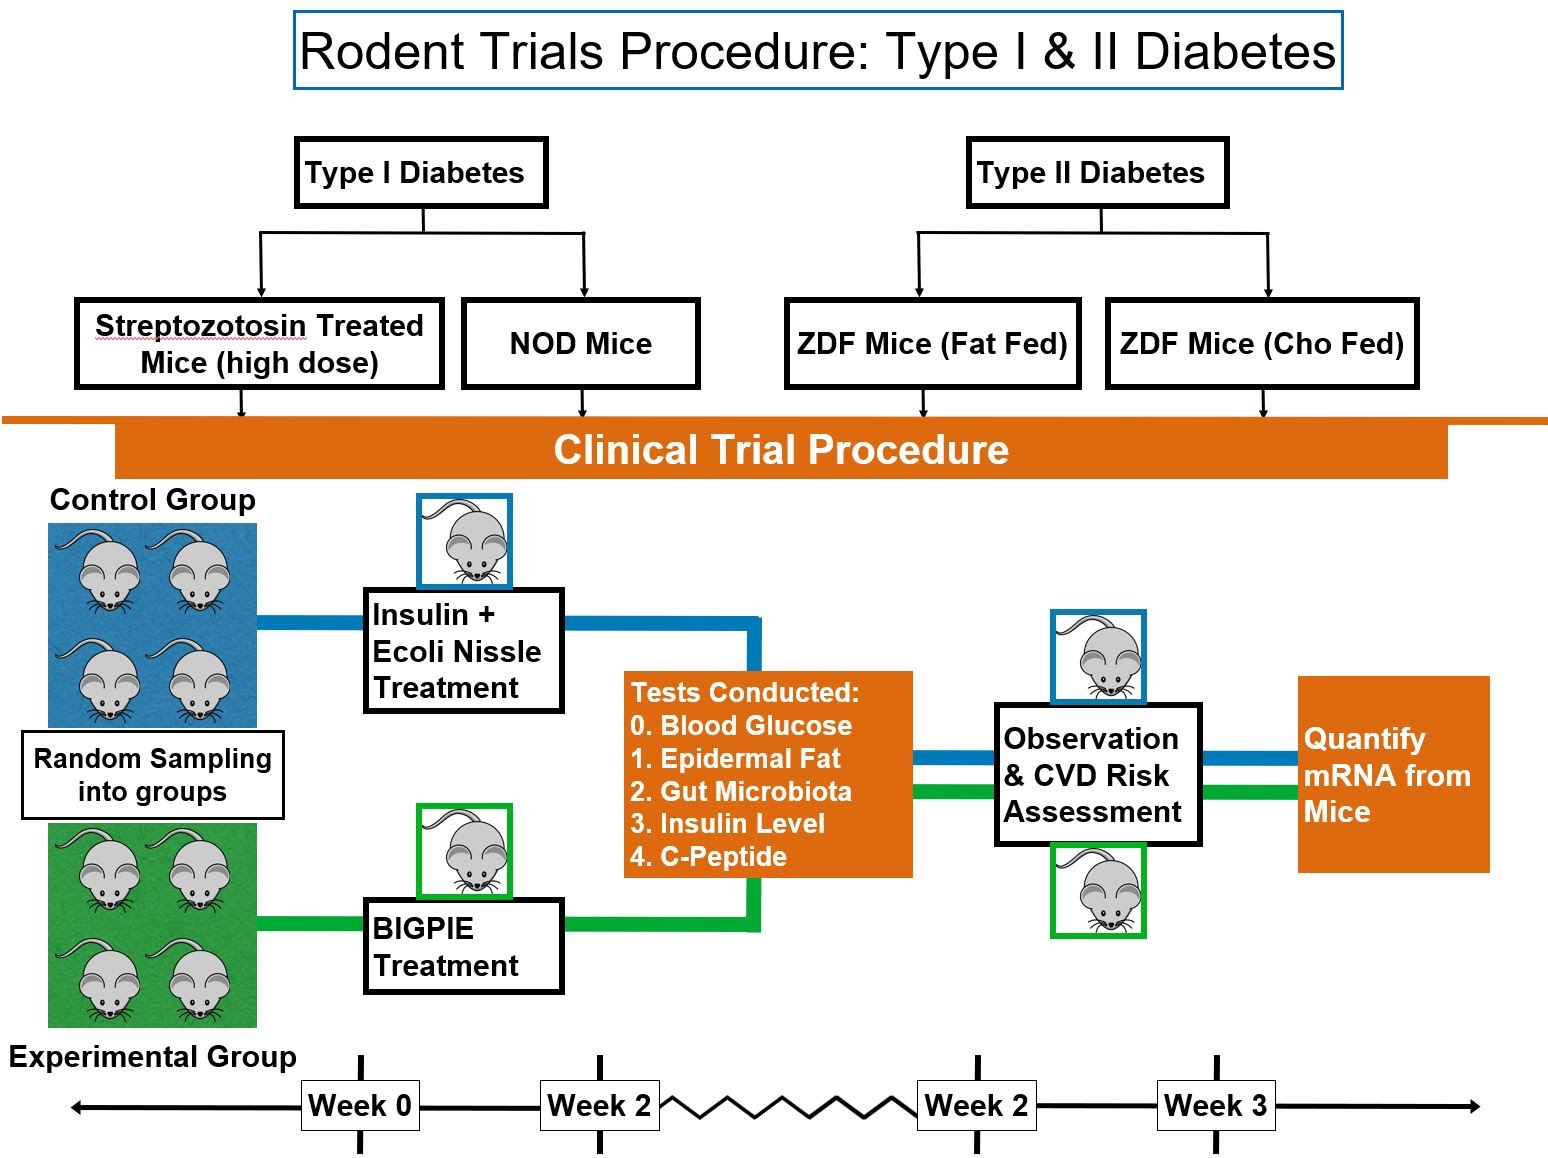 Rodent Trials Procedure: Type I & II Diabetes
Type I Diabetes
Type II Diabetes
Streptozotosin Treated
Mice (high dose)
NOD Mice
ZDF Mice (Fat Fed)
ZDF Mice (Cho Fed)
Clinical Trial Procedure
Control Group
Insulin +
Ecoli Nissle
Treatment
Random Sampling
into groups
Tests Conducted:
0. Blood Glucose
1. Epidermal Fat
2. Gut Microbiota
3. Insulin Level
4. C-Peptide
Observation
& CVD Risk
Assessment
Quantify
mRNA from
Mice
BIGPIE
Treatment
Experimental Group
Week 0
Week 2
Week 2
Week 3